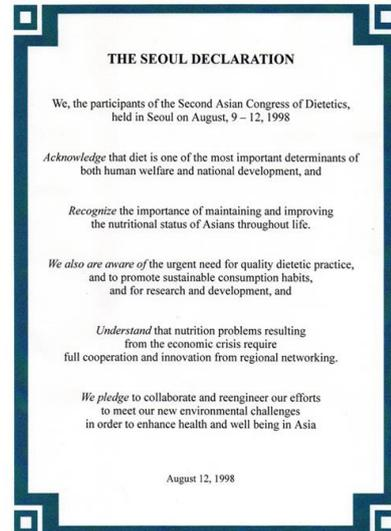 THE SEOUL DECLARATION
We, the participants of the Second Asian Congress of Dietetics,
held in Seoul on August, 9 – 12, 1998
Acknowledge that diet is one of the most important determinants of
both human welfare and national development, and
Recognize the importance of maintaining and improving
the nutritional status of Asians throughout life.
We also are aware of the urgent need for quality dietetic practice,
and to promote sustainable consumption habits,
and for research and development, and
Understand that nutrition problems resulting
from the economic crisis require
full cooperation and innovation from regional networking.
We pledge to collaborate and reengineer our efforts
to meet our new environmental challenges
in order to enhance health and well being in Asia
August 12, 1998